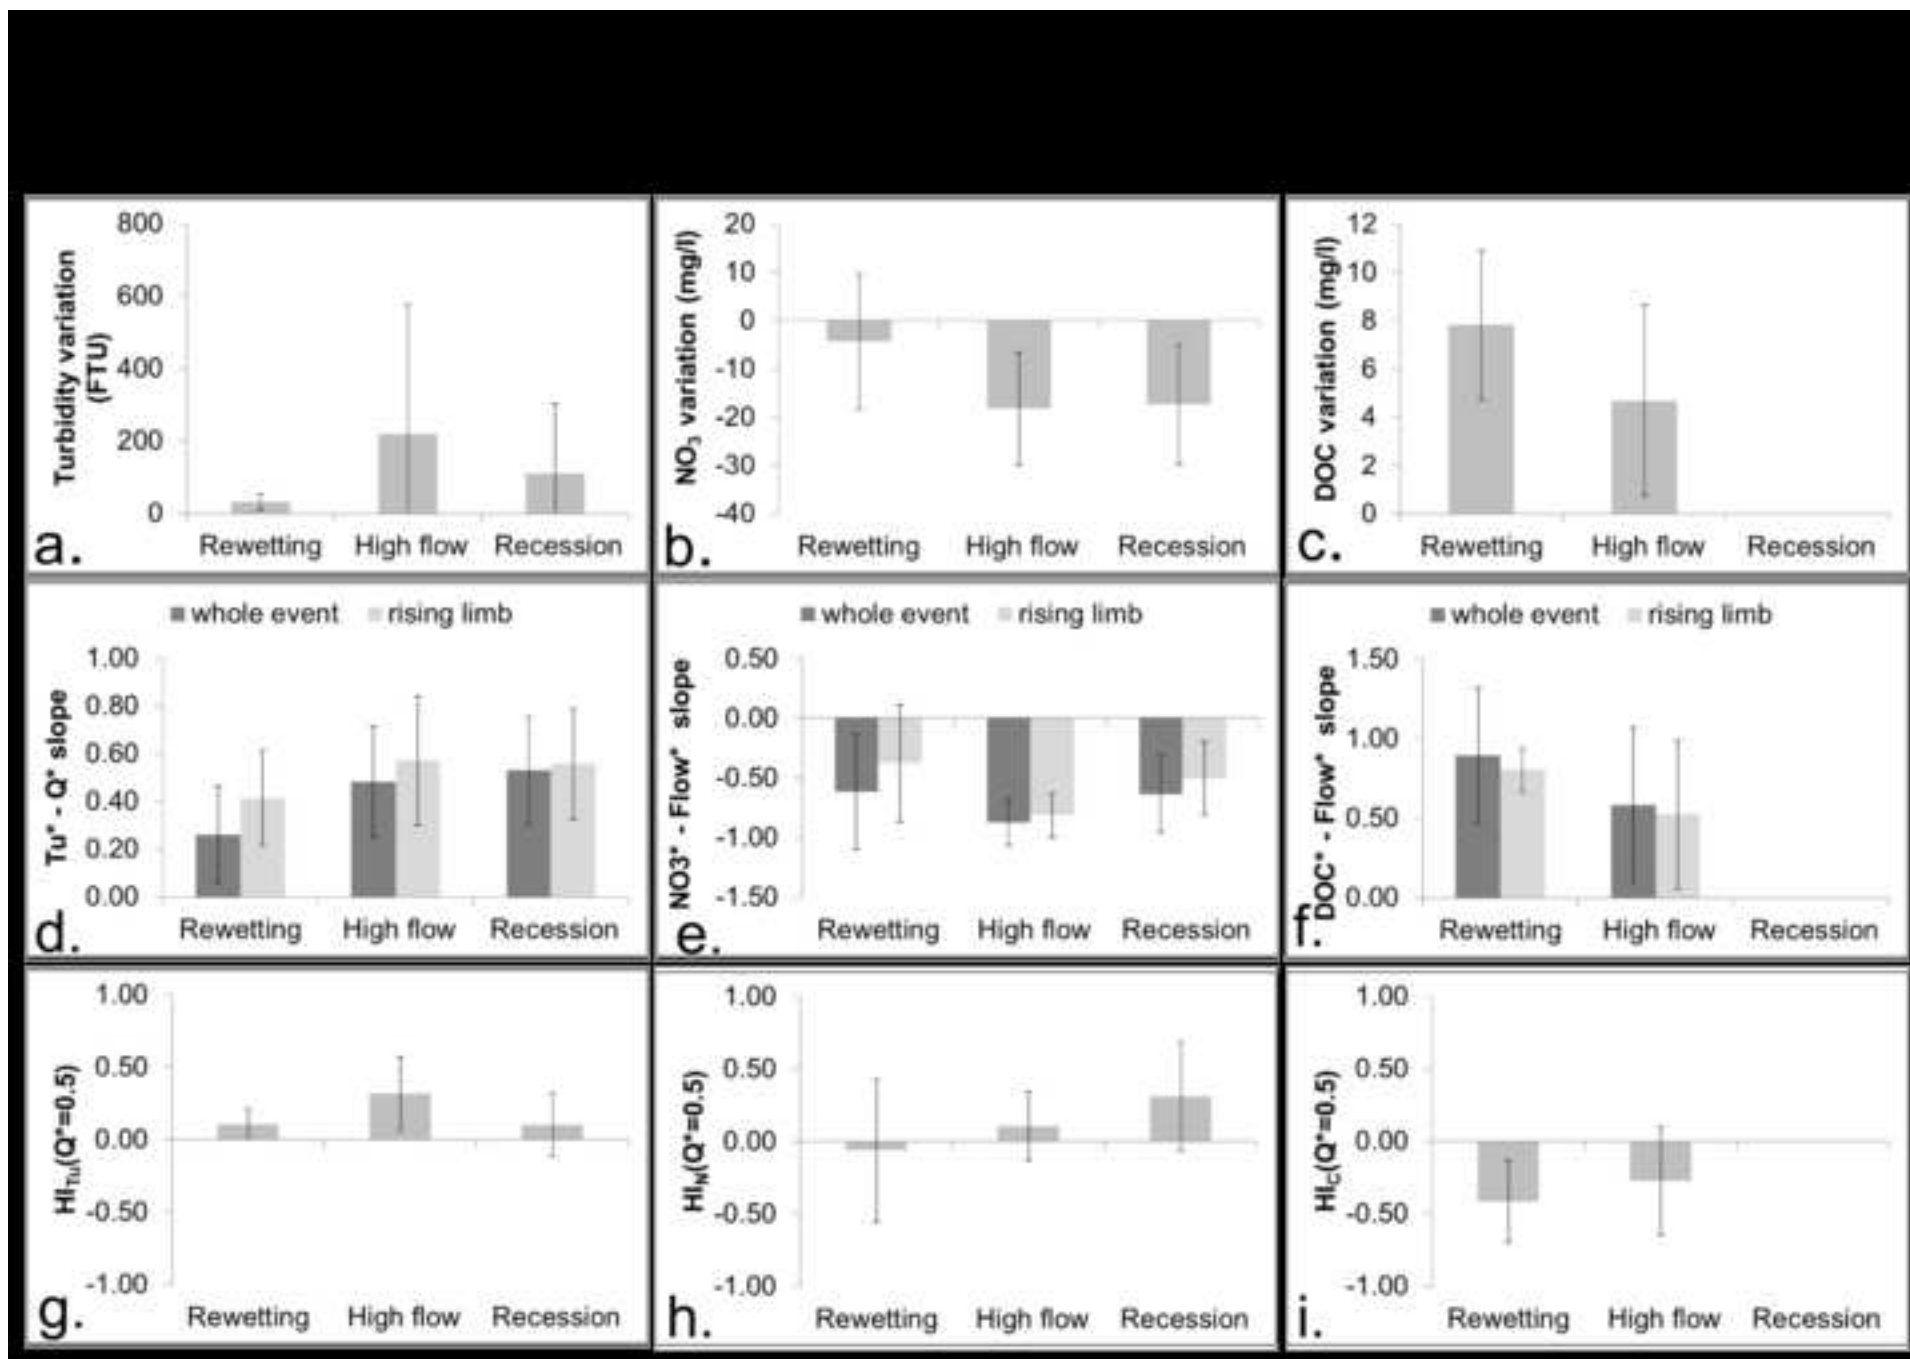 800
600
400
200
0
Turbidity variation
(FTU)
Rewetting High flow Recession
a.
20
10
0
-10
-20
-30
-40
NO3 variation (mg/l)
Rewetting High flow Recession
b.
12
10
8
6
4
2
0
DOC variation (mg/l)
Rewetting High flow Recession
c.
whole event rising limb
1.00
0.80
0.60
0.40
0.20
0.00
Tu* - Q* slope
Rewetting High flow Recession
d.
whole event rising limb
0.50
0.00
-0.50
-1.00
-1.50
NO3* - Flow* slope
Rewetting High flow Recession
e.
whole event rising limb
1.50
1.00
0.50
0.00
DOC* - Flow* slope
Rewetting High flow Recession
f.
1.00
0.50
0.00
-0.50
-1.00
HITu(Q*=0.5)
Rewetting High flow Recession
g.
1.00
0.50
0.00
-0.50
-1.00
HIN(Q*=0.5)
Rewetting High flow Recession
h.
1.00
0.50
0.00
-0.50
-1.00
HIC(Q*=0.5)
Rewetting High flow Recession
i.